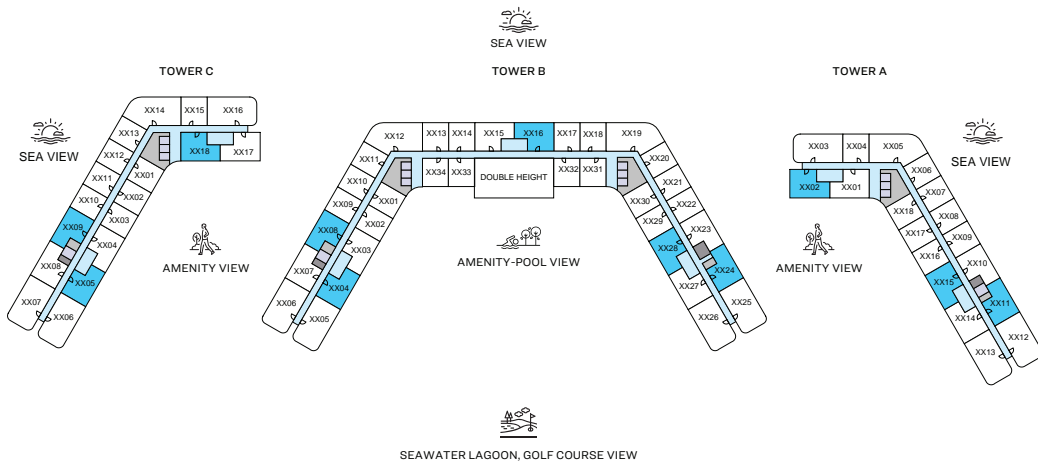 SEA VIEW
TOWER C
TOWER B
TOWER A
SEA VIEW
SEA VIEW
XX14
XX15
XX16
XX13
XX12
XX11
XX10
XX09
XX08
XX07
XX06
XX05
XX04
XX03
XX02
XX01
XX18
XX17
AMENITY VIEW
XX12
XX13
XX14
XX15
XX16
XX17
XX18
XX19
XX11
XX10
XX09
XX08
XX07
XX06
XX05
XX04
XX03
XX02
XX01
XX34
XX33
DOUBLE HEIGHT
XX32
XX31
XX20
XX21
XX22
XX23
XX24
XX25
XX26
XX27
XX28
XX29
XX30
AMENITY-POOL VIEW
XX03
XX04
XX05
XX02
XX01
XX06
XX07
XX08
XX09
XX10
XX11
XX12
XX13
XX14
XX15
XX16
XX17
XX18
AMENITY VIEW
SEAWATER LAGOON, GOLF COURSE VIEW